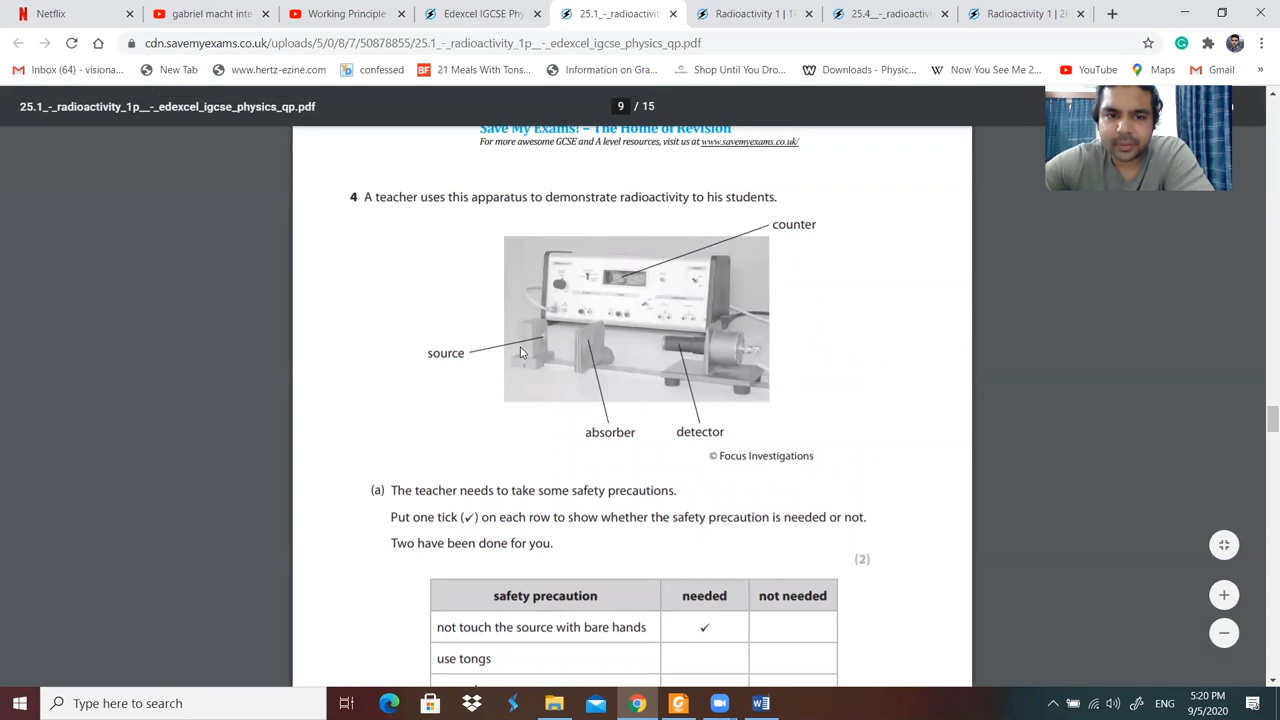 Netflix
gabriel macht inte
Working Principle
Edexcel IGCSE Phy
25.1_-_radioactivi
Radioactivity 1 | 1P
25.4__-_radioactivi
Radioactivity 1 | 2P
cdn.savemyexams.co.uk/uploads/5/0/8/7/50878855/25.1_-_radioactivity_1p__-_edexcel_igcse_physics_qp.pdf
Inbox (64) - visiona... New Tab www.hertz-ezine.com confessed 21 Meals With Tons... Information on Grag... Shop Until You Dro... Downloads - Physic... Now You See Me 2... YouTube Maps Gmail »
25.1_-_radioactivity_1p__-_edexcel_igcse_physics_qp.pdf
9 / 15
Save My Exams! – The Home of Revision
For more awesome GCSE and A level resources, visit us at www.savemyexams.co.uk/
4 A teacher uses this apparatus to demonstrate radioactivity to his students.
counter
source
absorber
detector
© Focus Investigations
(a) The teacher needs to take some safety precautions.
Put one tick (✓) on each row to show whether the safety precaution is needed or not.
Two have been done for you.
(2)
safety precaution needed not needed
not touch the source with bare hands ✓
use tongs
Type here to search
ENG
5:20 PM
9/5/2020